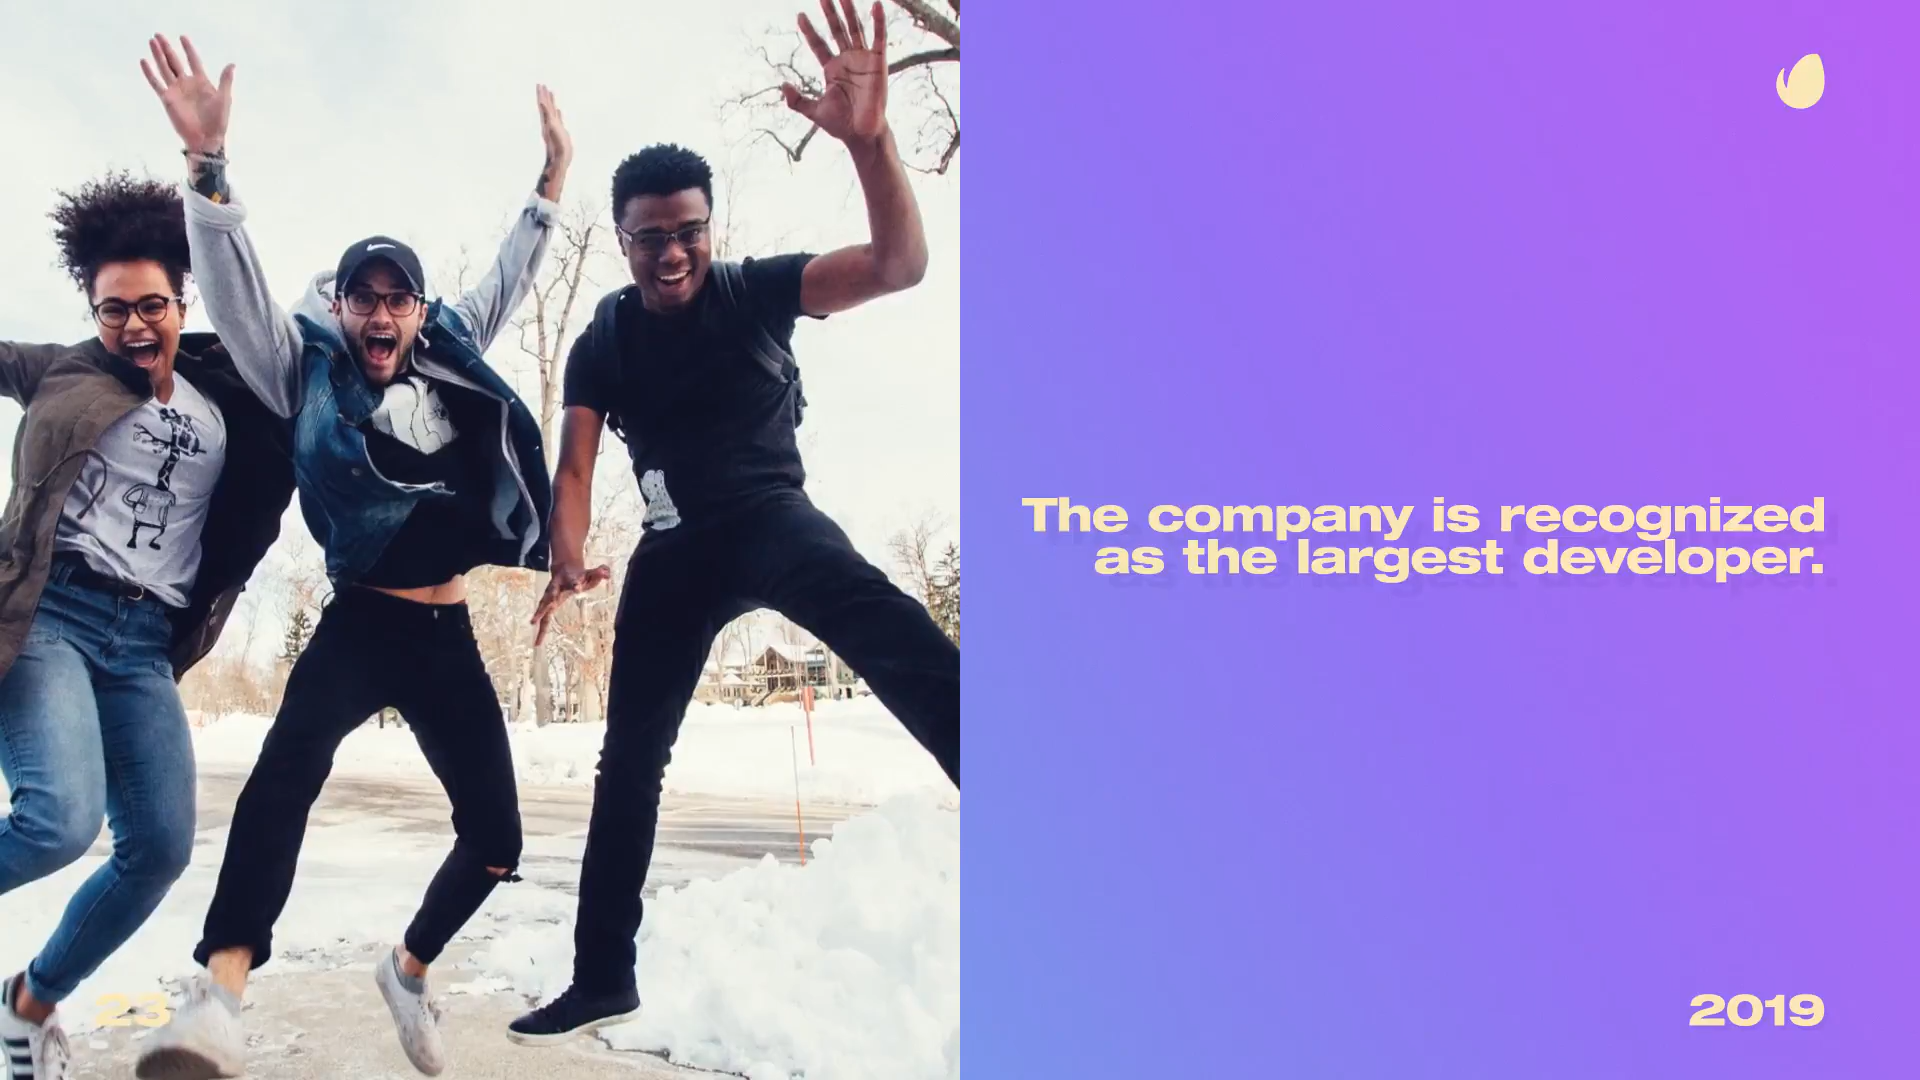 The company is recognized
as the largest developer.
23
2019